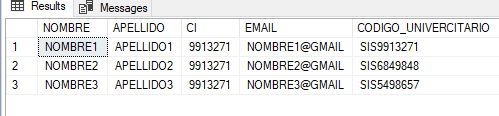 Results Messages
NOMBRE APELLIDO CI EMAIL CODIGO_UNIVERCITARIO
1 NOMBRE1 APELLIDO1 9913271 NOMBRE1@GMAIL SIS9913271
2 NOMBRE2 APELLIDO2 9913271 NOMBRE2@GMAIL SIS6849848
3 NOMBRE3 APELLIDO3 9913271 NOMBRE3@GMAIL SIS5498657